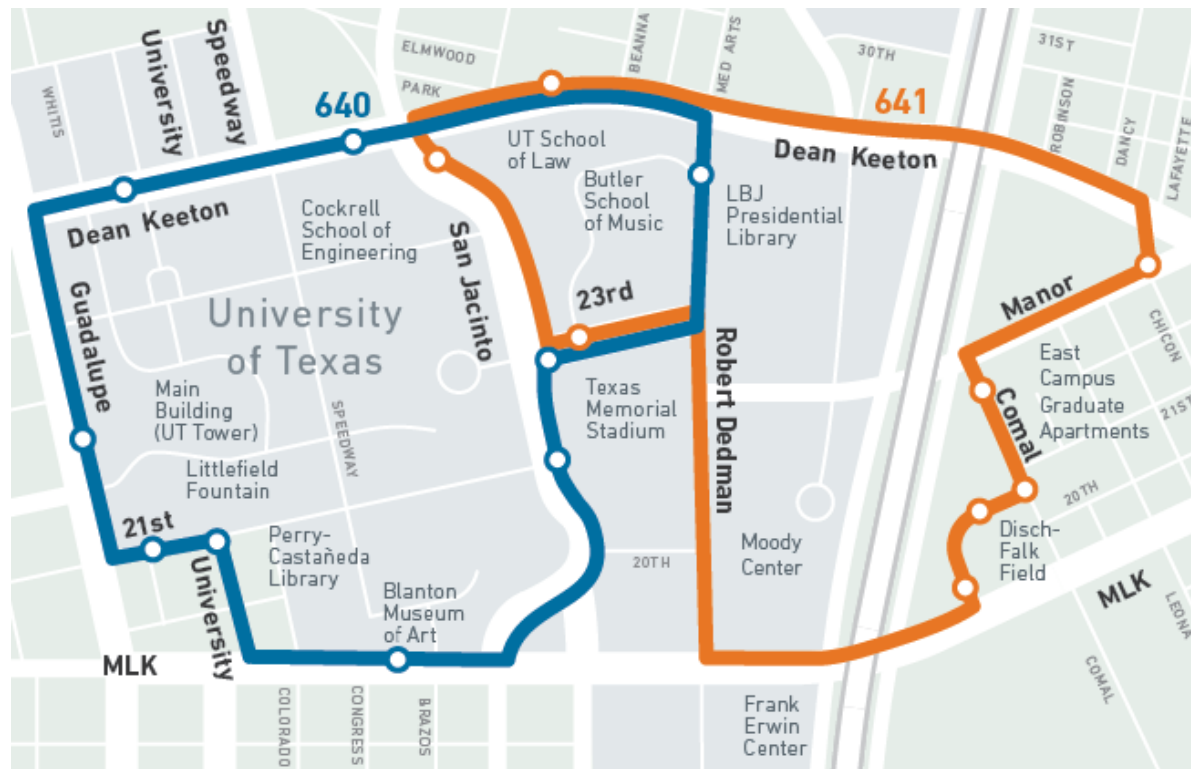 Speedway
University
WHITIS
ELMWOOD
PARK
BEANNA
MED ARTS
30TH
31ST
ROBINSON
DANCY
LAFAYETTE
640
641
UT School
of Law
Dean Keeton
Dean Keeton
Butler
School
of Music
LBJ
Presidential
Library
Cockrell
School of
Engineering
San Jacinto
Guadalupe
University
of Texas
23rd
Manor
CHICON
Robert Dedman
East
Campus
Graduate
Apartments
21ST
Comal
Main
Building
(UT Tower)
SPEEDWAY
Texas
Memorial
Stadium
Littlefield
Fountain
20TH
21st
Perry-
Castañeda
Library
University
Moody
Center
Disch-
Falk
Field
20TH
MLK
LEONA
Blanton
Museum
of Art
MLK
COMAL
COLORADO
CONGRESS
BRAZOS
Frank
Erwin
Center